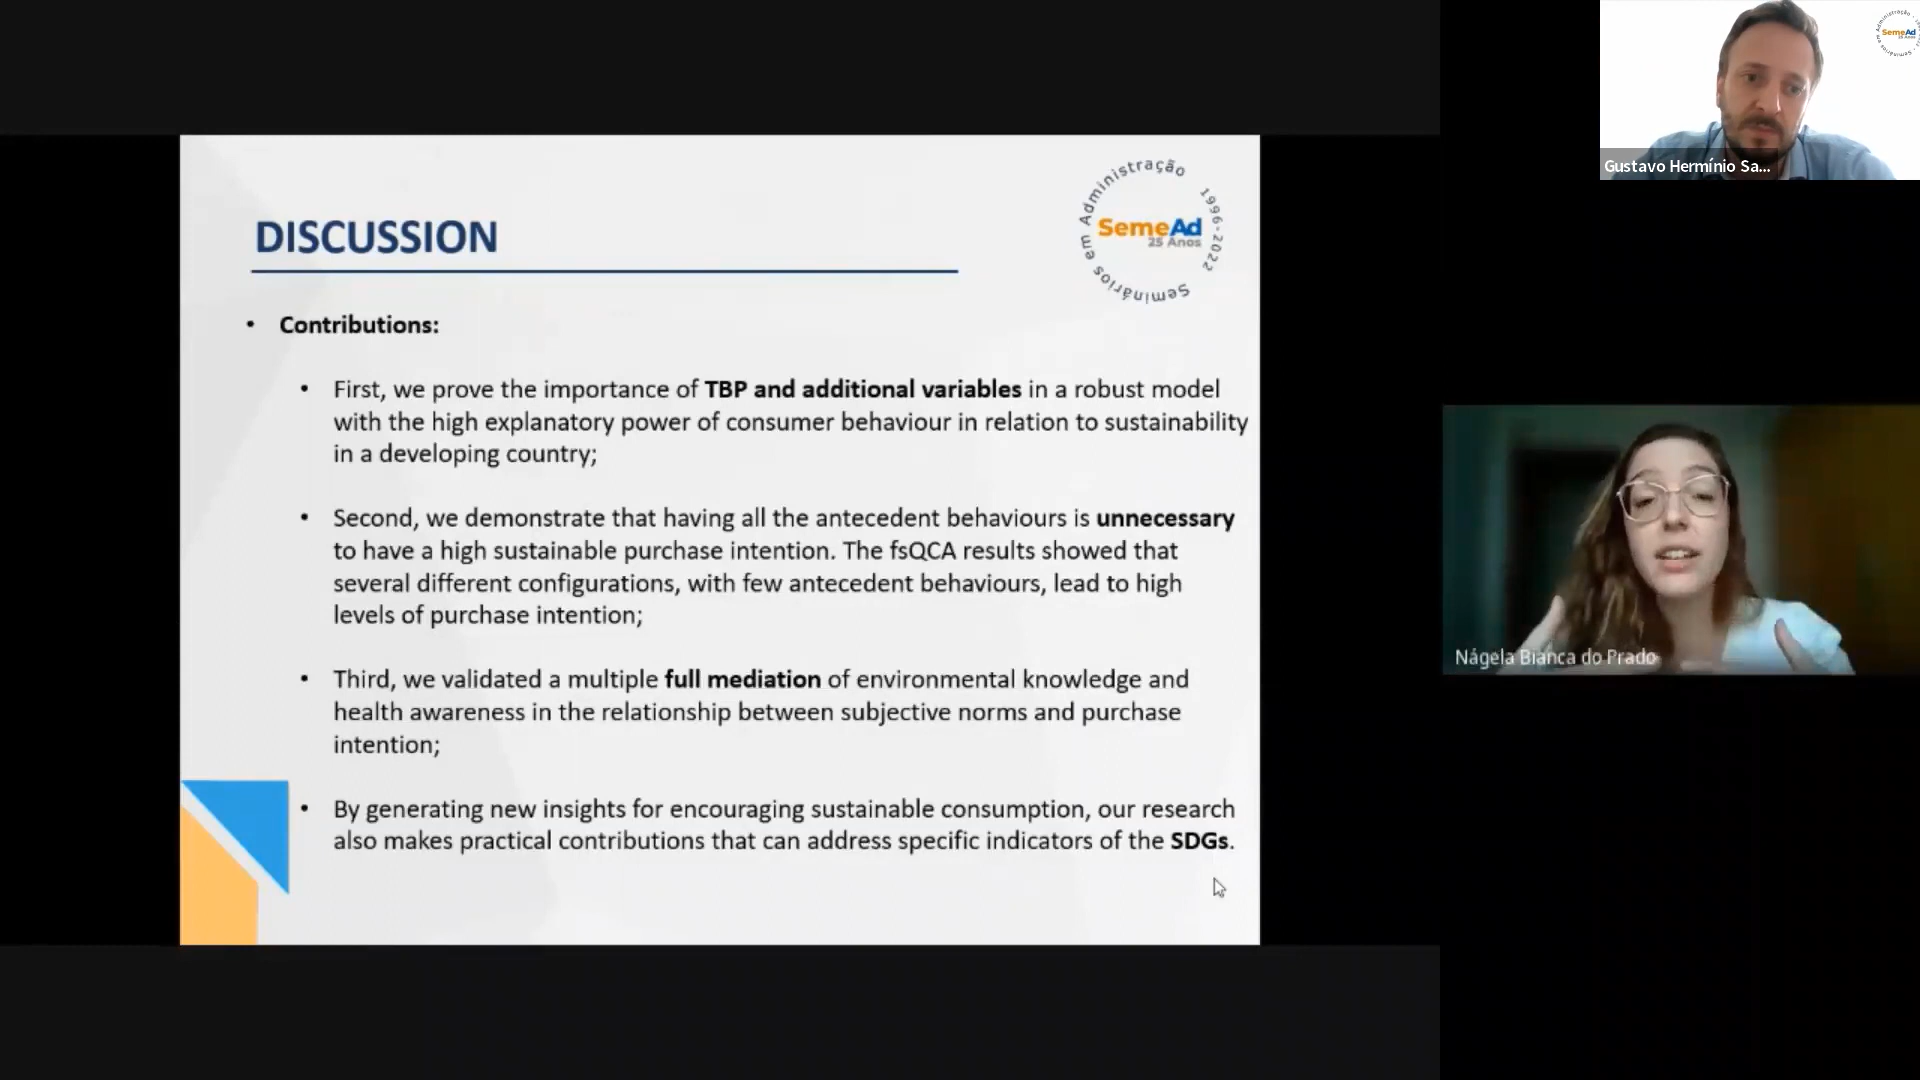 DISCUSSION
Seminários em Administração 1996-2022
SemeAd
25 Anos
• Contributions:
• First, we prove the importance of TBP and additional variables in a robust model
with the high explanatory power of consumer behaviour in relation to sustainability
in a developing country;
• Second, we demonstrate that having all the antecedent behaviours is unnecessary
to have a high sustainable purchase intention. The fsQCA results showed that
several different configurations, with few antecedent behaviours, lead to high
levels of purchase intention;
• Third, we validated a multiple full mediation of environmental knowledge and
health awareness in the relationship between subjective norms and purchase
intention;
• By generating new insights for encouraging sustainable consumption, our research
also makes practical contributions that can address specific indicators of the SDGs.
SemeAd
25 Anos
Gustavo Hermínio Sa...
Nágela Bianca do Prado